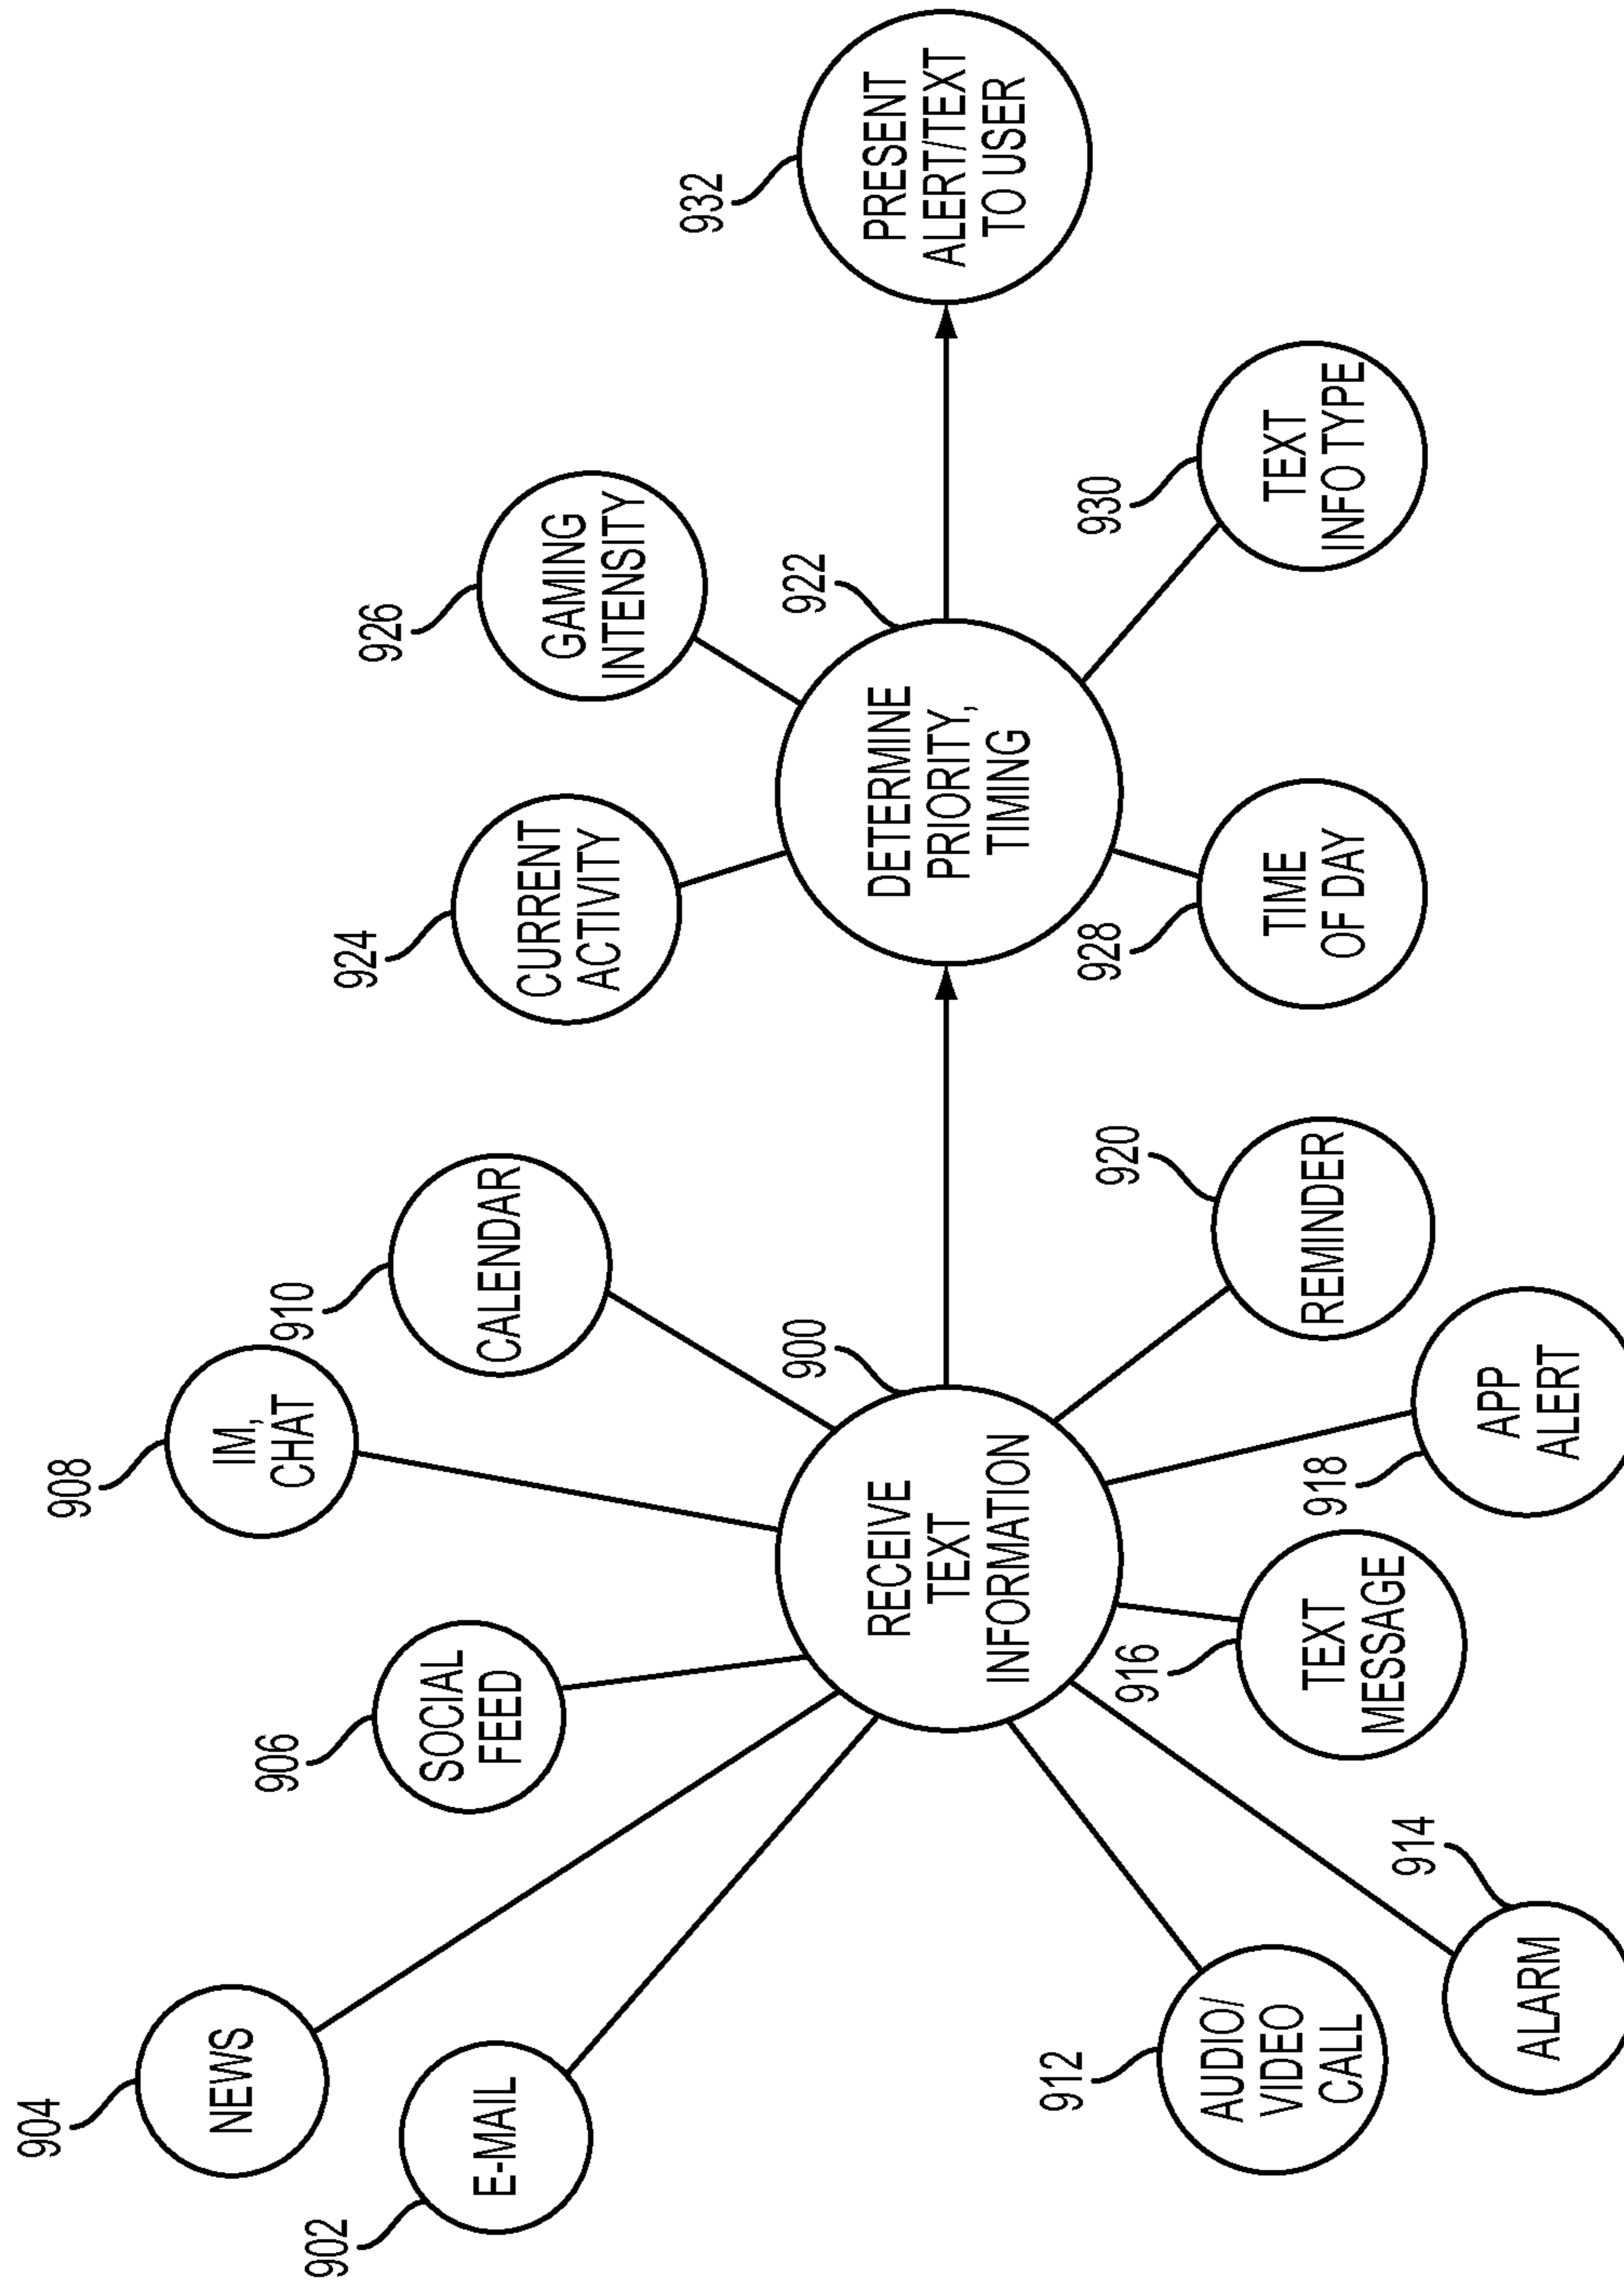 904
NEWS
902
E-MAIL
906
SOCIAL
FEED
908
IM,
CHAT
910
CALENDAR
900
RECEIVE
TEXT
INFORMATION
912
AUDIO/
VIDEO
CALL
914
ALARM
916
TEXT
MESSAGE
918
APP
ALERT
920
REMINDER
924
CURRENT
ACTIVITY
926
GAMING
INTENSITY
922
DETERMINE
PRIORITY,
TIMING
928
TIME
OF DAY
930
TEXT
INFO TYPE
932
PRESENT
ALERT/TEXT
TO USER